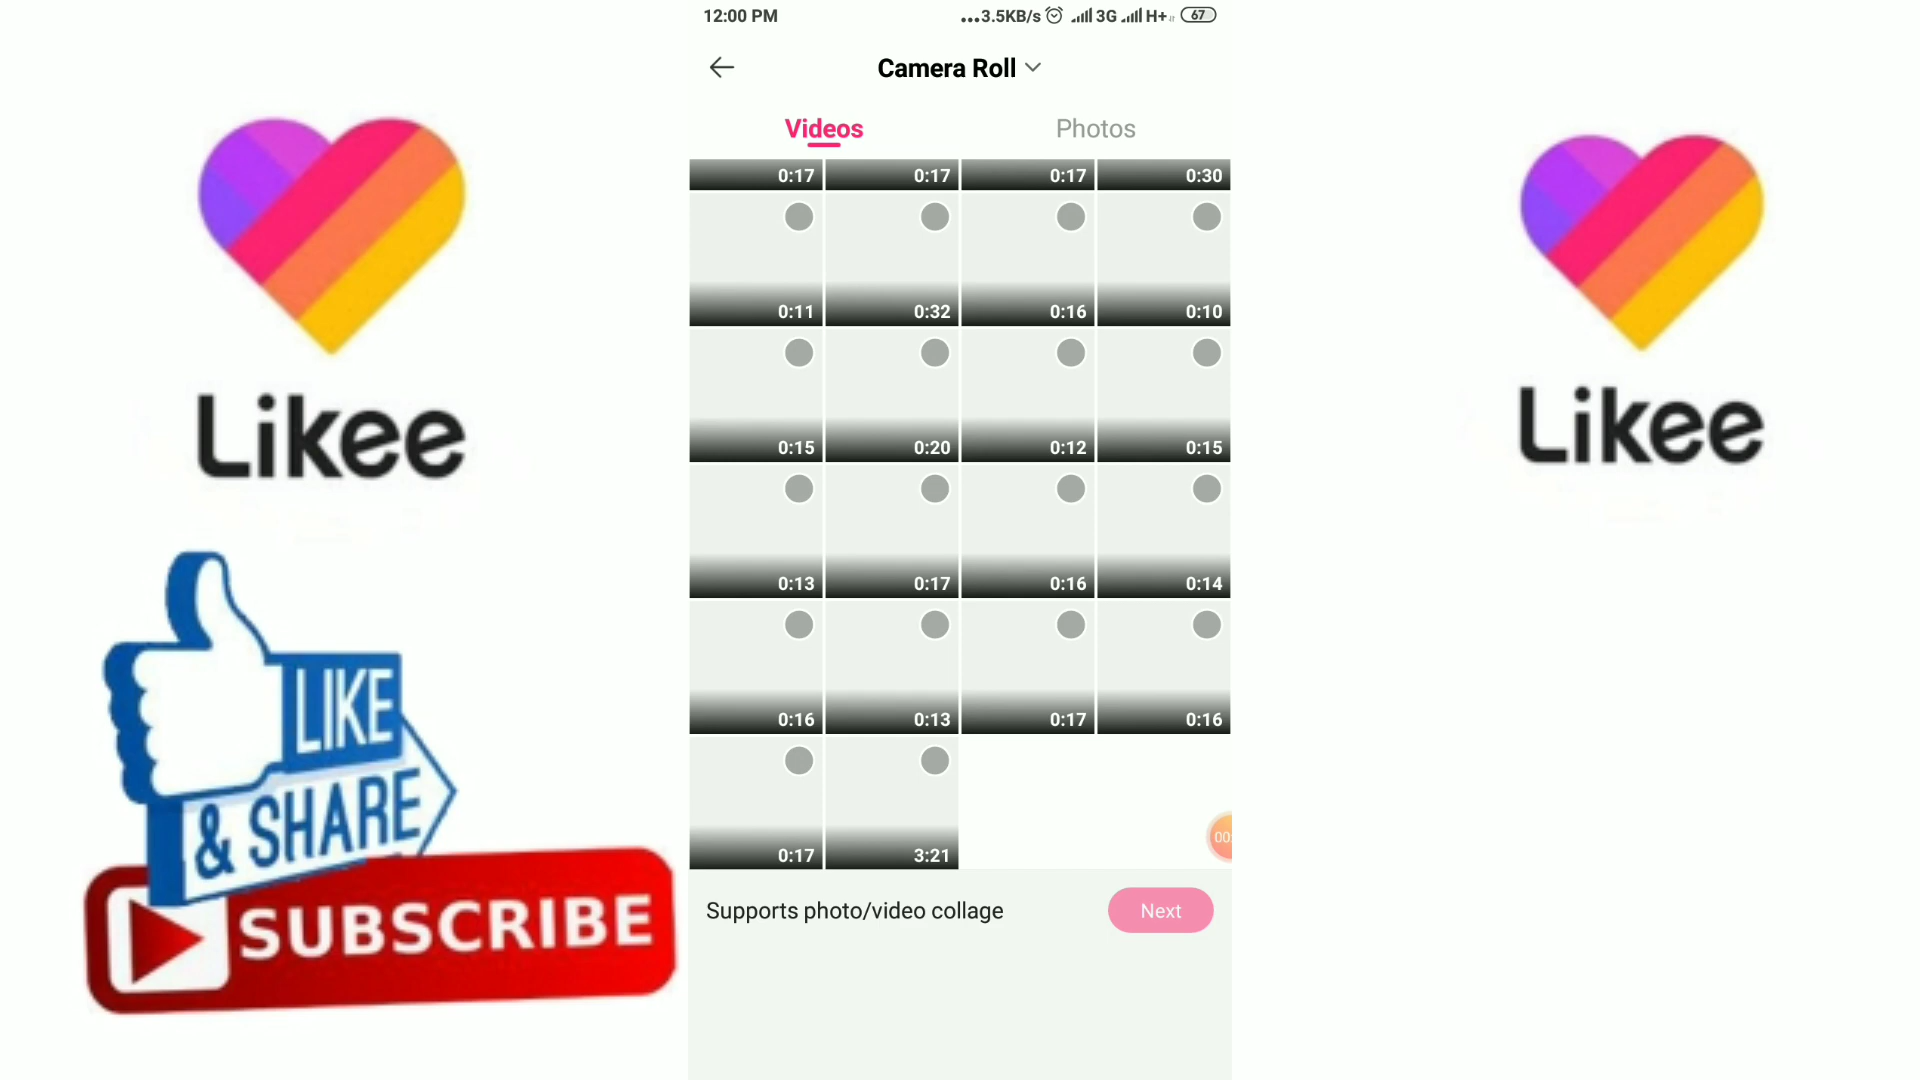 12:00 PM
...3.5KB/s 3G H+ 67
Camera Roll
Videos
Photos
0:17 0:17 0:17 0:30
0:11 0:32 0:16 0:10
0:15 0:20 0:12 0:15
0:13 0:17 0:16 0:14
0:16 0:13 0:17 0:16
0:17 3:21
00:
Supports photo/video collage
Next
Likee
LIKE
& SHARE
SUBSCRIBE
Likee